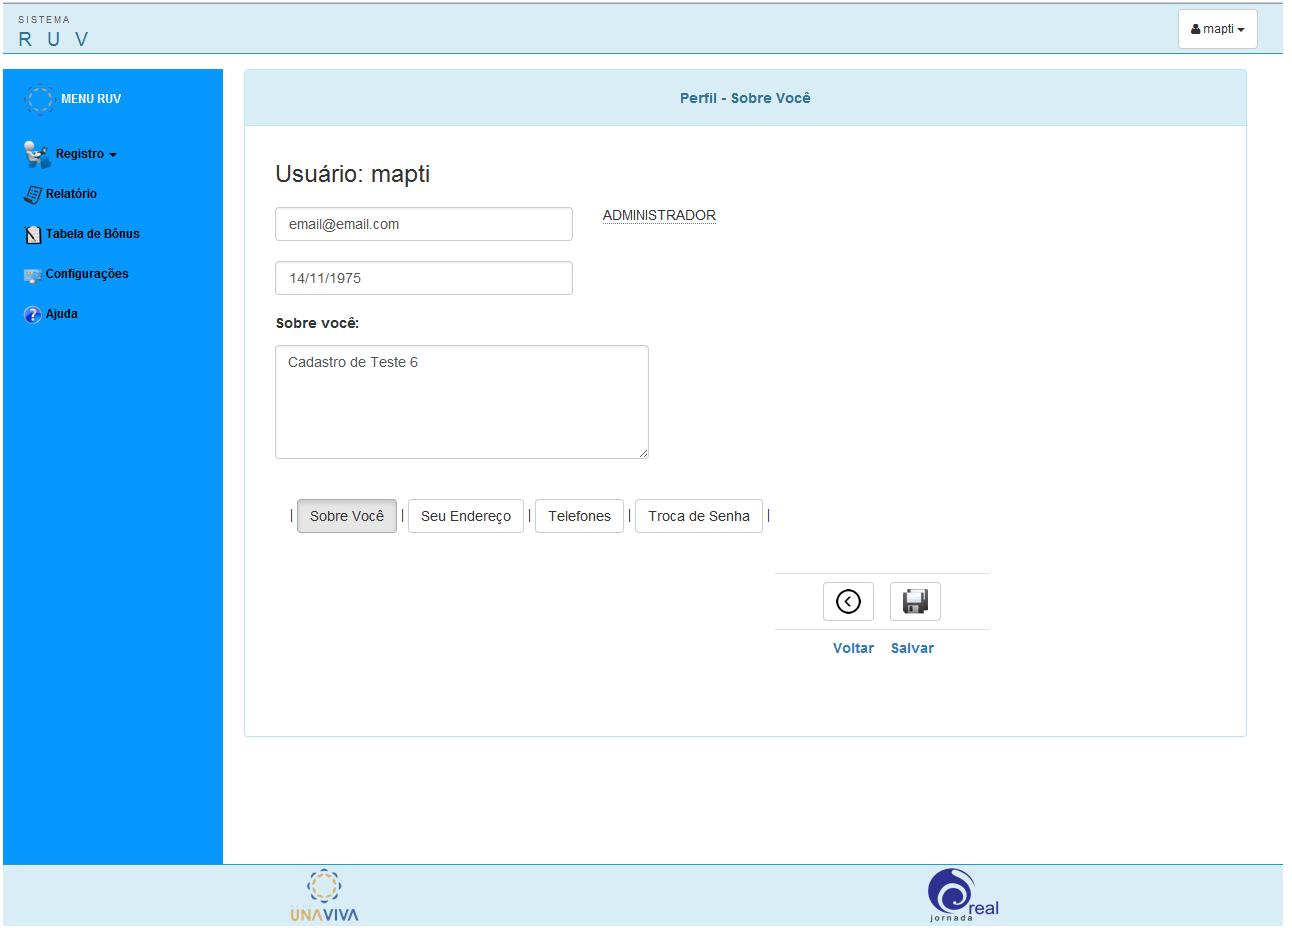 SISTEMA
R U V
mapti
MENU RUV
Registro
Relatório
Tabela de Bônus
Configurações
Ajuda
Perfil - Sobre Você
Usuário: mapti
email@email.com
ADMINISTRADOR
14/11/1975
Sobre você:
Cadastro de Teste 6
| Sobre Você | Seu Endereço | Telefones | Troca de Senha |
Voltar Salvar
UNAVIVA
real
jornada